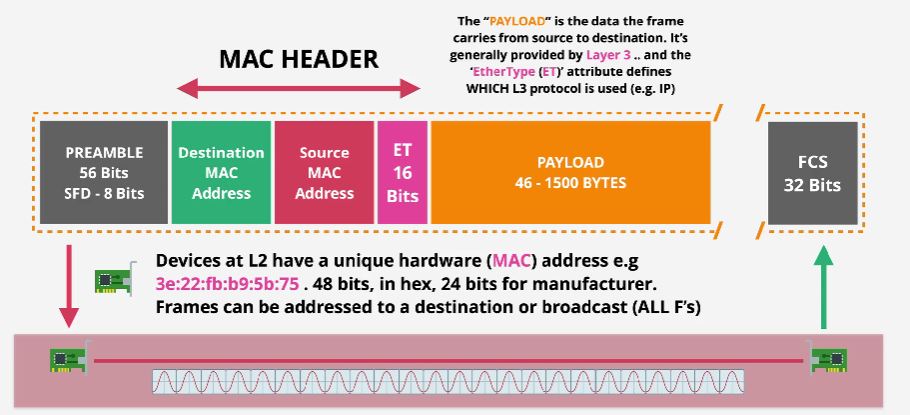 The “PAYLOAD” is the data the frame
carries from source to destination. It’s
generally provided by Layer 3 .. and the
‘EtherType (ET)’ attribute defines
WHICH L3 protocol is used (e.g. IP)
MAC HEADER
PREAMBLE
56 Bits
SFD - 8 Bits
Destination
MAC
Address
Source
MAC
Address
ET
16
Bits
PAYLOAD
46 - 1500 BYTES
FCS
32 Bits
Devices at L2 have a unique hardware (MAC) address e.g
3e:22:fb:b9:5b:75 . 48 bits, in hex, 24 bits for manufacturer.
Frames can be addressed to a destination or broadcast (ALL F’s)